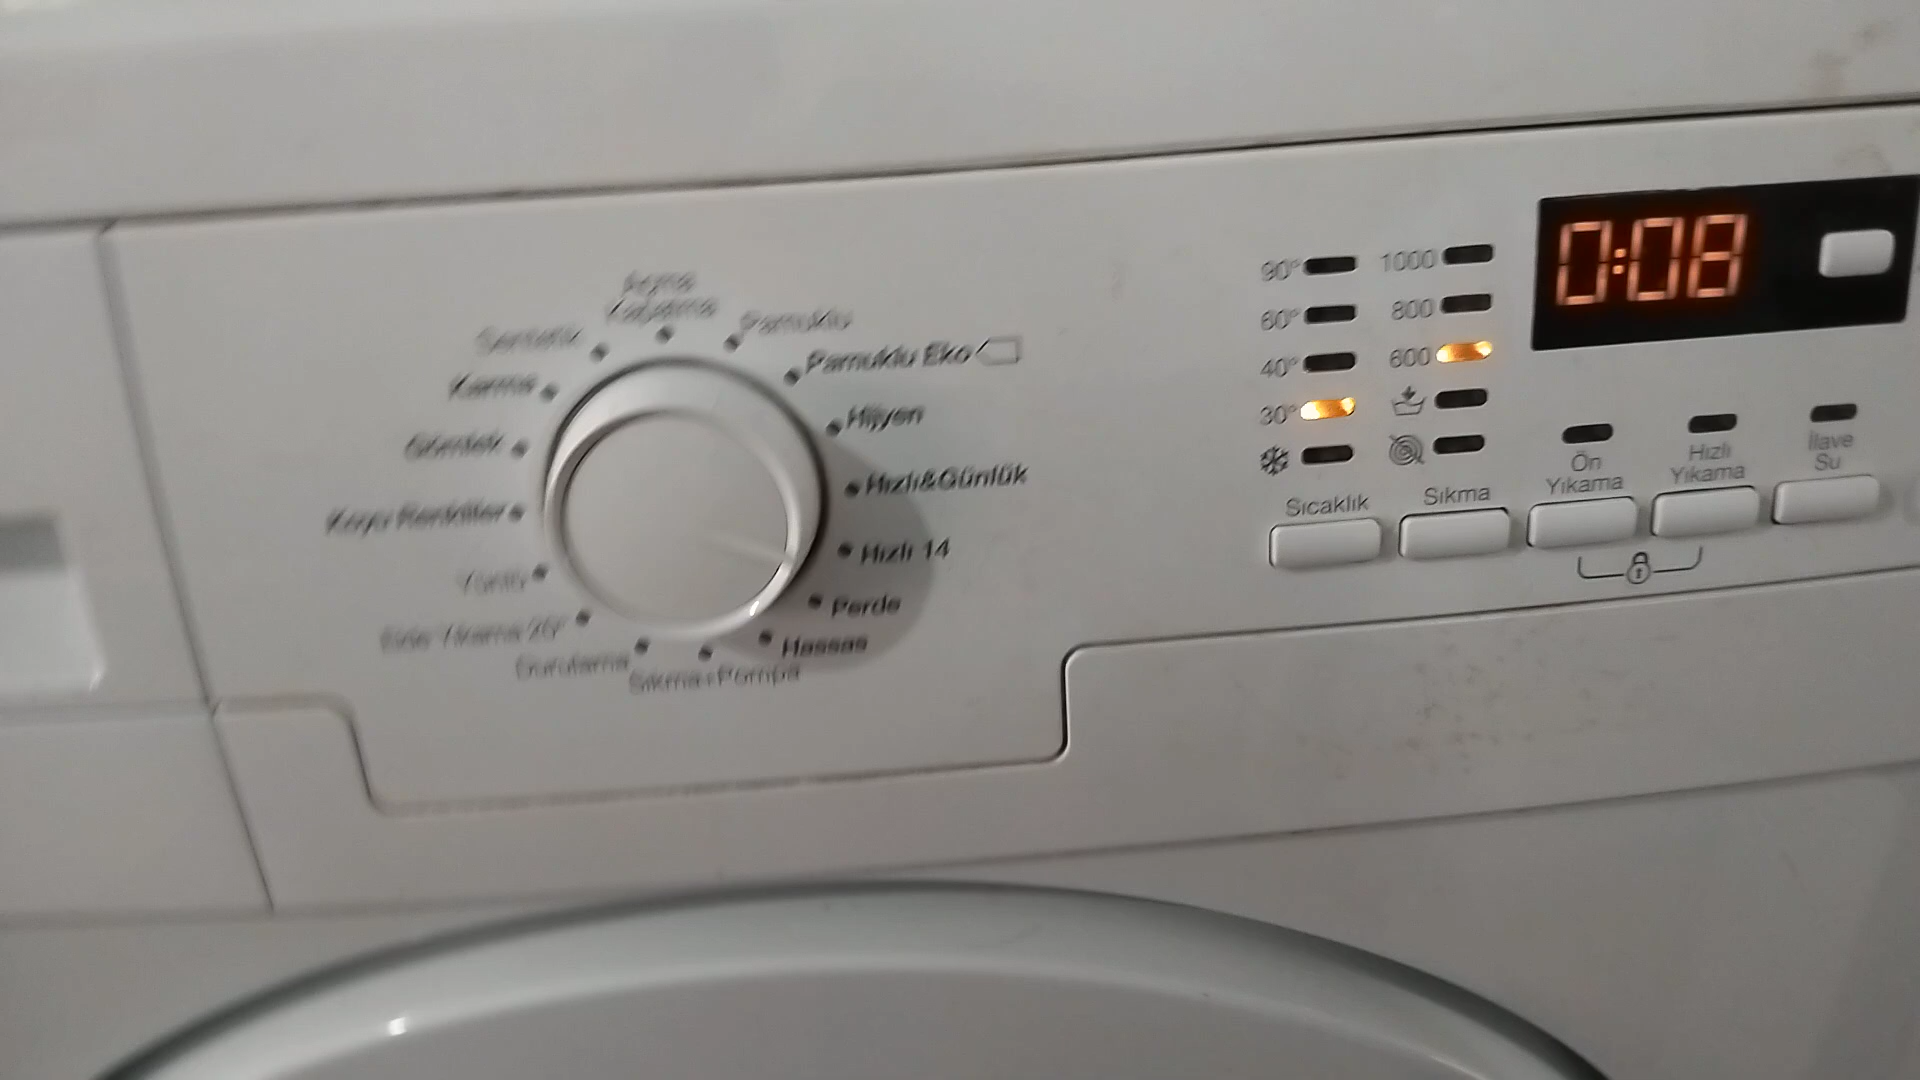 Açma
Kapama
Pamuklu
Sentetik
Pamuklu Eko
Karma
Hijyen
Gömlek
Hızlı&Günlük
Koyu Renkliler
Hızlı 14
Yünlü
Perde
Hassas
Durulama
Sıkma+Pompa
90°
1000
60°
800
40°
600
30°
Sıcaklık
Sıkma
Ön
Yıkama
Hızlı
Yıkama
İlave
Su
0:08